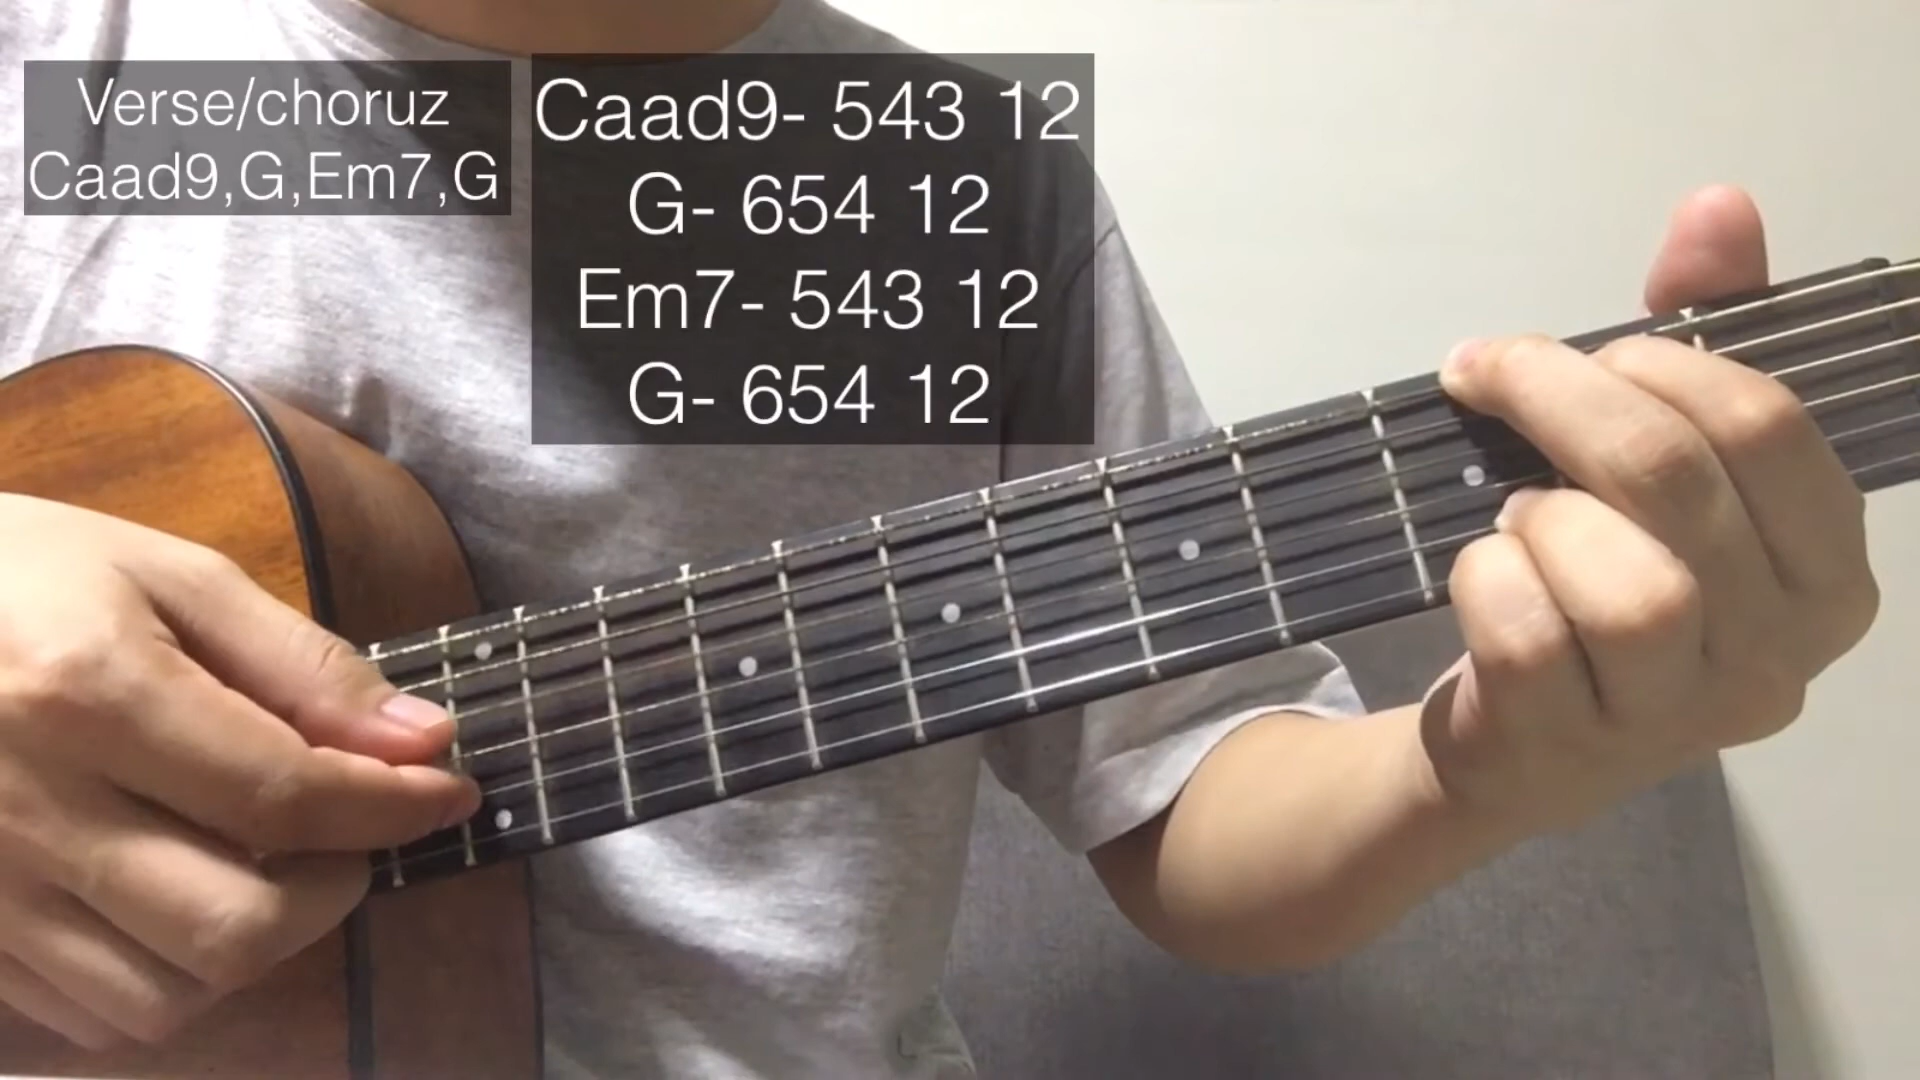 Verse/choruz
Caad9,G,Em7,G
Caad9- 543 12
G- 654 12
Em7- 543 12
G- 654 12